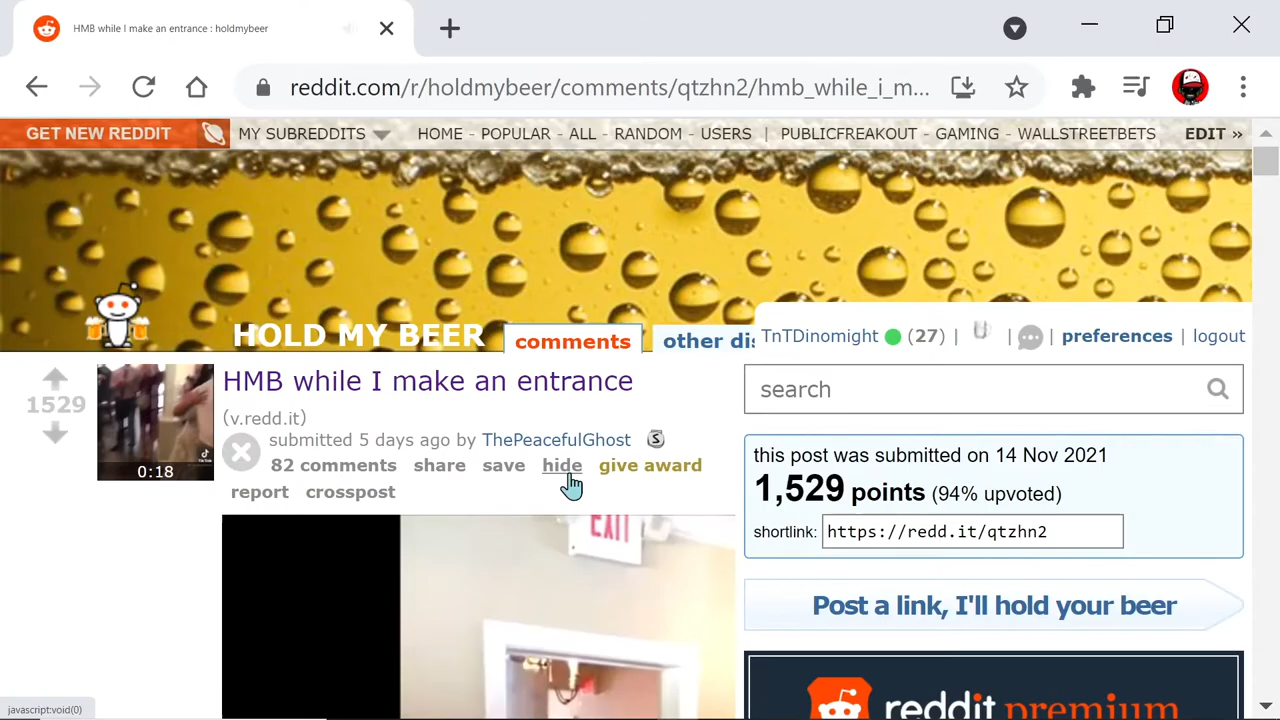 HMB while I make an entrance : holdmybeer
reddit.com/r/holdmybeer/comments/qtzhn2/hmb_while_i_m...
GET NEW REDDIT MY SUBREDDITS HOME - POPULAR - ALL - RANDOM - USERS | PUBLICFREAKOUT - GAMING - WALLSTREETBETS EDIT »
HOLD MY BEER comments other dis TnTDinomight (27) | | | preferences | logout
HMB while I make an entrance
(v.redd.it)
1529
submitted 5 days ago by ThePeacefulGhost
82 comments share save hide give award
report crosspost
0:18
EXIT
search
this post was submitted on 14 Nov 2021
1,529 points (94% upvoted)
shortlink: https://redd.it/qtzhn2
Post a link, I'll hold your beer
reddit premium
javascript:void(0)